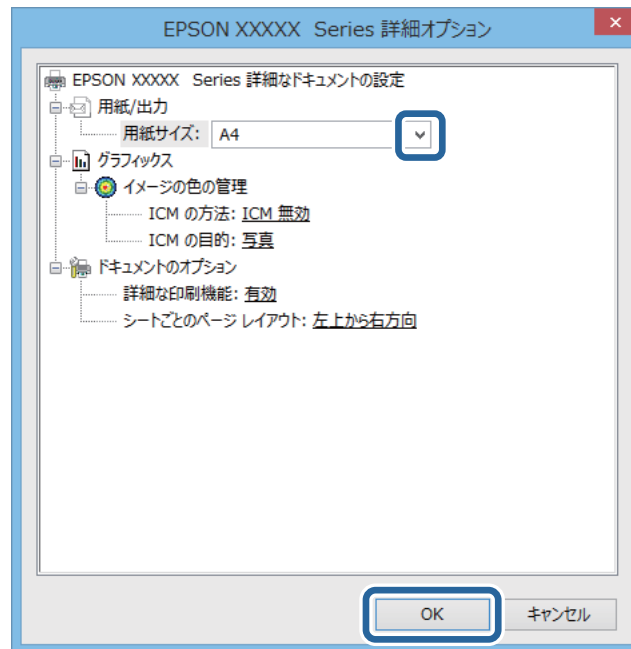 EPSON XXXXX Series 詳細オプション
EPSON XXXXX Series 詳細なドキュメントの設定
用紙/出力
用紙サイズ: A4
グラフィックス
イメージの色の管理
ICM の方法: ICM 無効
ICM の目的: 写真
ドキュメントのオプション
詳細な印刷機能: 有効
シートごとのページ レイアウト: 左上から右方向
OK キャンセル